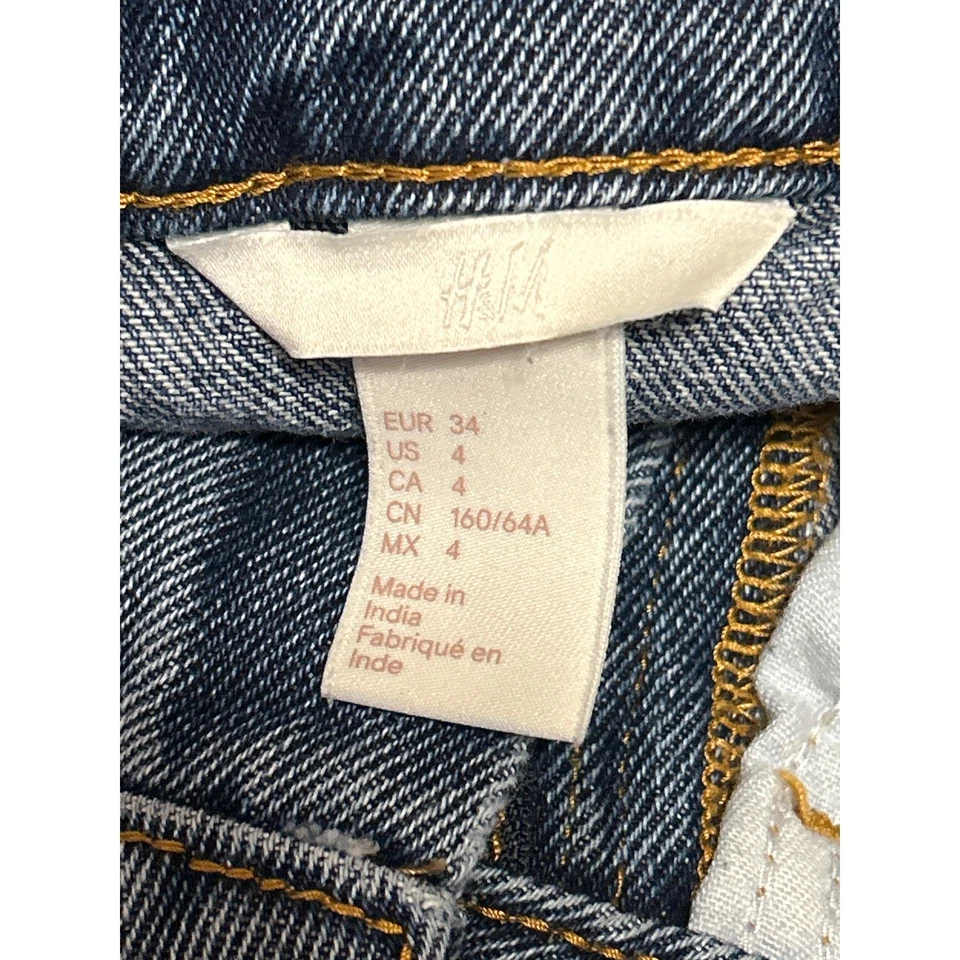 H&M
EUR 34
US 4
CA 4
CN 160/64A
MX 4
Made in
India
Fabriqué en
Inde